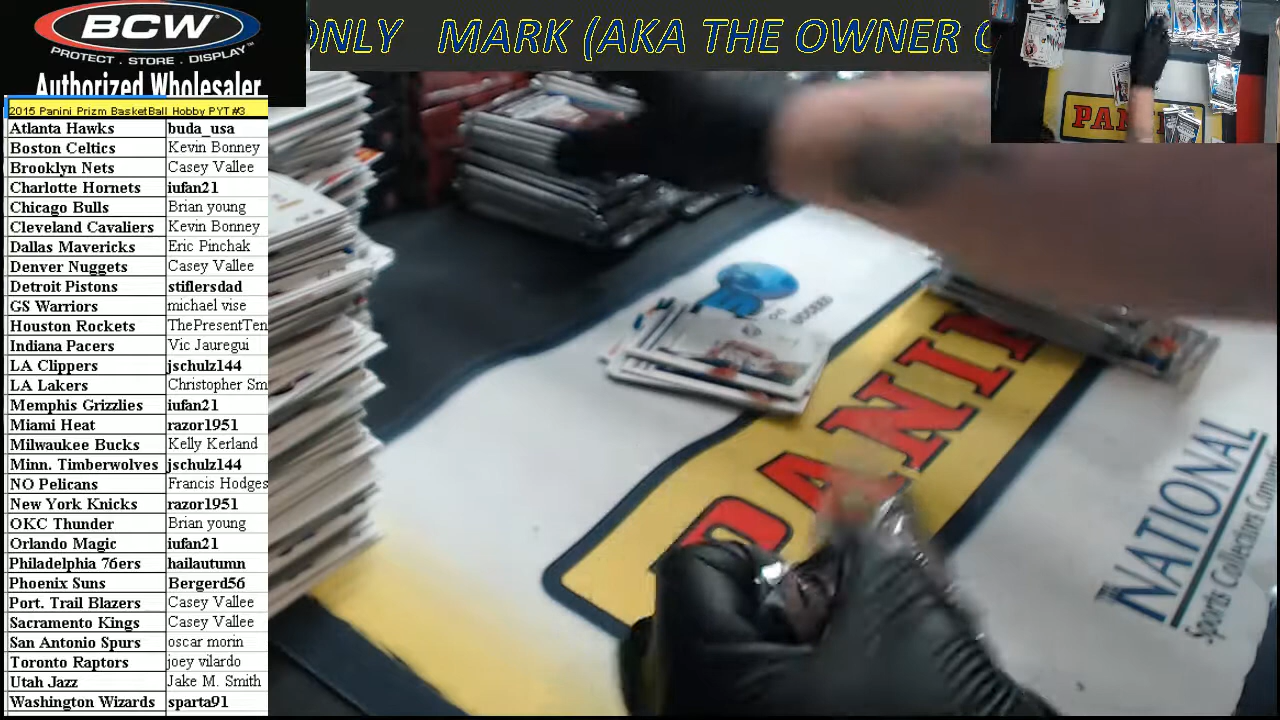 BCW
PROTECT . STORE . DISPLAY
Authorized Wholesaler
ONLY MARK (AKA THE OWNER O
2015 Panini Prizm BasketBall Hobby PYT #3
Atlanta Hawks buda_usa
Boston Celtics Kevin Bonney
Brooklyn Nets Casey Vallee
Charlotte Hornets iufan21
Chicago Bulls Brian young
Cleveland Cavaliers Kevin Bonney
Dallas Mavericks Eric Pinchak
Denver Nuggets Casey Vallee
Detroit Pistons stiflersdad
GS Warriors michael vise
Houston Rockets ThePresentTen
Indiana Pacers Vic Jauregui
LA Clippers jschulz144
LA Lakers Christopher Sm
Memphis Grizzlies iufan21
Miami Heat razor1951
Milwaukee Bucks Kelly Kerland
Minn. Timberwolves jschulz144
NO Pelicans Francis Hodges
New York Knicks razor1951
OKC Thunder Brian young
Orlando Magic iufan21
Philadelphia 76ers hailautumn
Phoenix Suns Bergerd56
Port. Trail Blazers Casey Vallee
Sacramento Kings Casey Vallee
San Antonio Spurs oscar morin
Toronto Raptors joey vilardo
Utah Jazz Jake M. Smith
Washington Wizards sparta91
PANINI
THE NATIONAL
Sports Collectors
PANINI